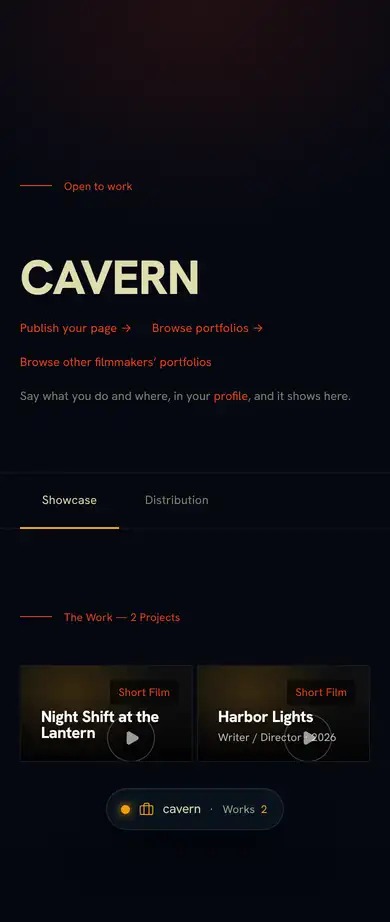 Open to work
CAVERN
Publish your page → Browse portfolios →
Browse other filmmakers’ portfolios
Say what you do and where, in your profile, and it shows here.
Showcase Distribution
The Work — 2 Projects
Short Film
Night Shift at the
Lantern
Short Film
Harbor Lights
Writer / Director 2026
cavern · Works 2